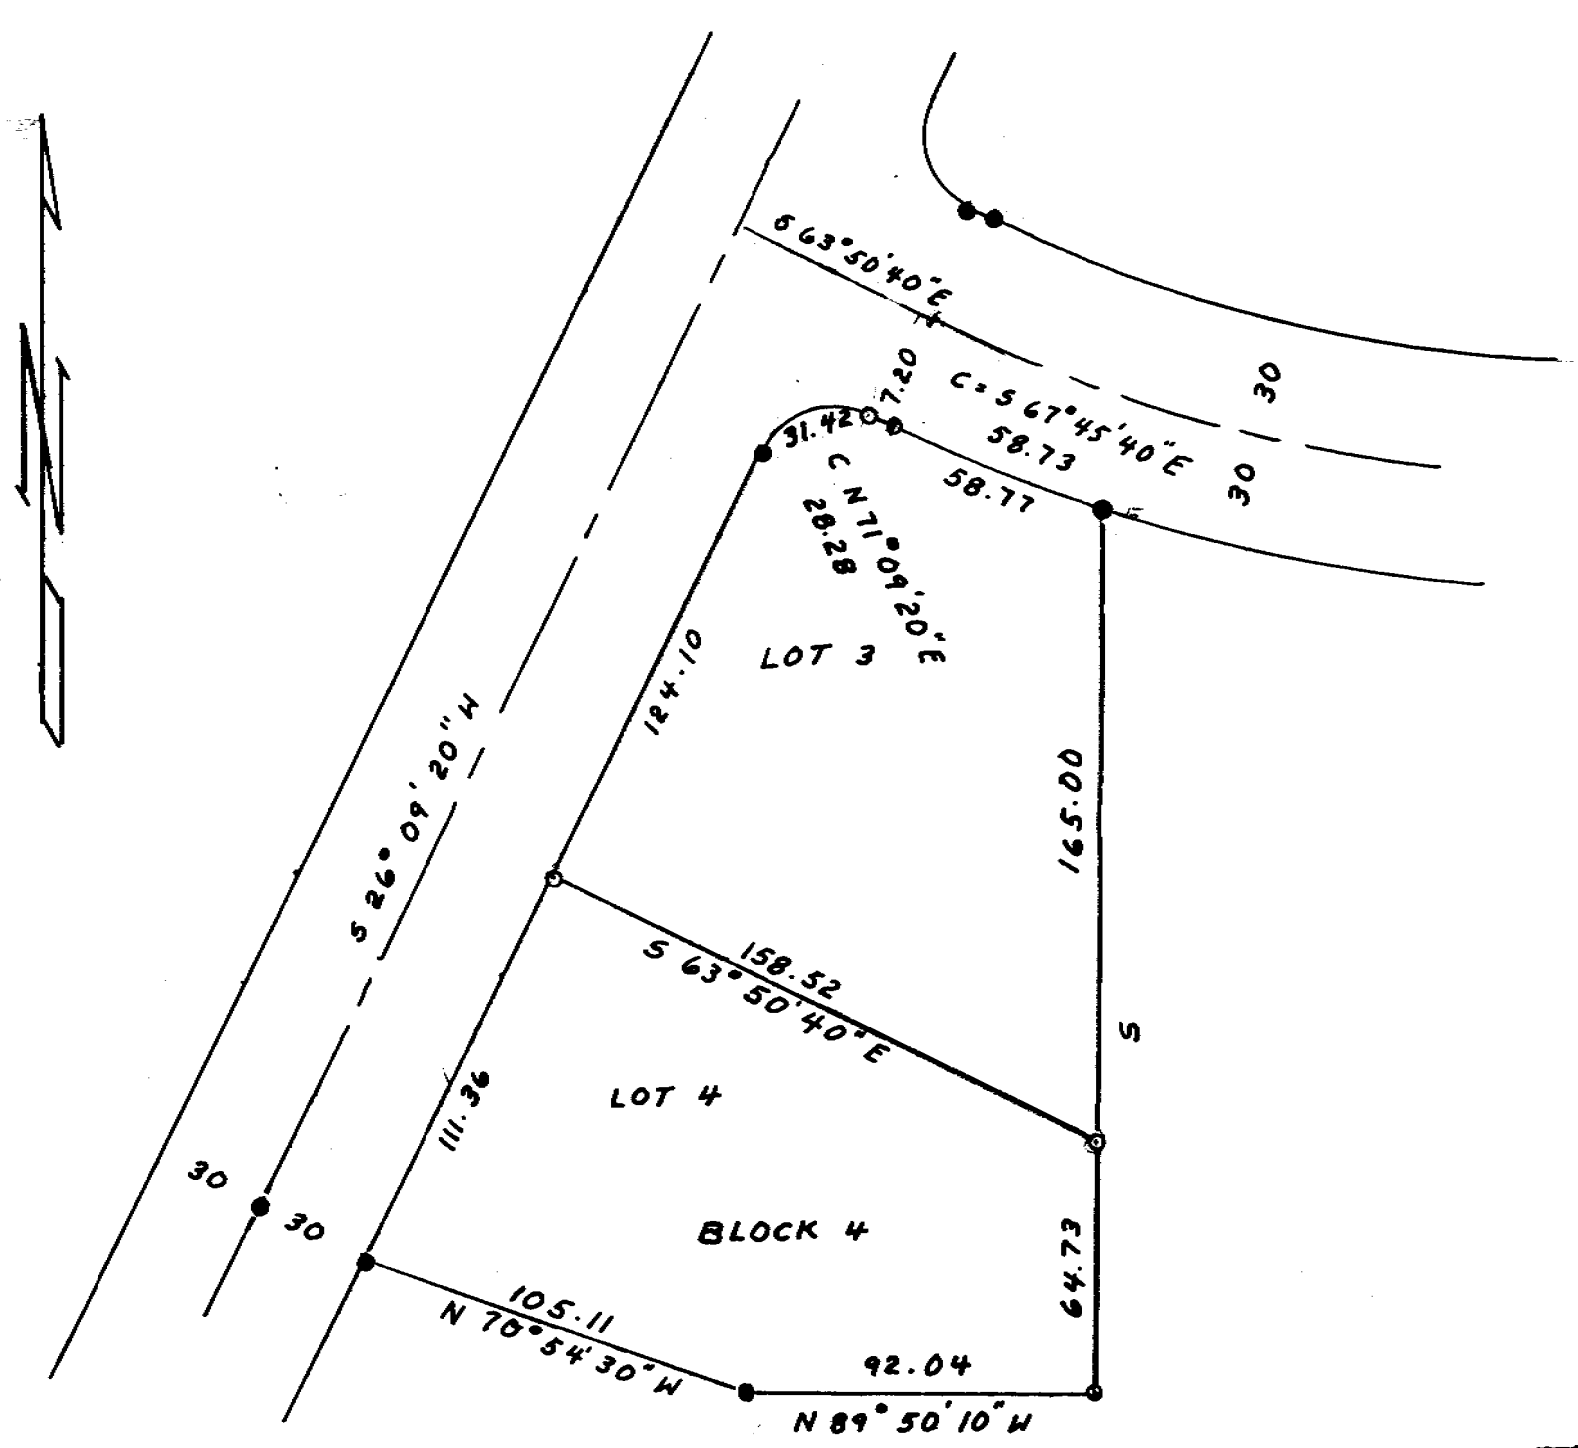 N
S 63°50'40"E
30
7.20
C = S 67°45'40"E
58.73
30
31.42
58.77
C N 71°09'20"E
28.28
124.10
LOT 3
S 26°09'20"W
165.00
158.52
S 63°50'40"E
S
111.36
LOT 4
30
30
BLOCK 4
64.73
105.11
N 70°54'30"W
92.04
N 89°50'10"W